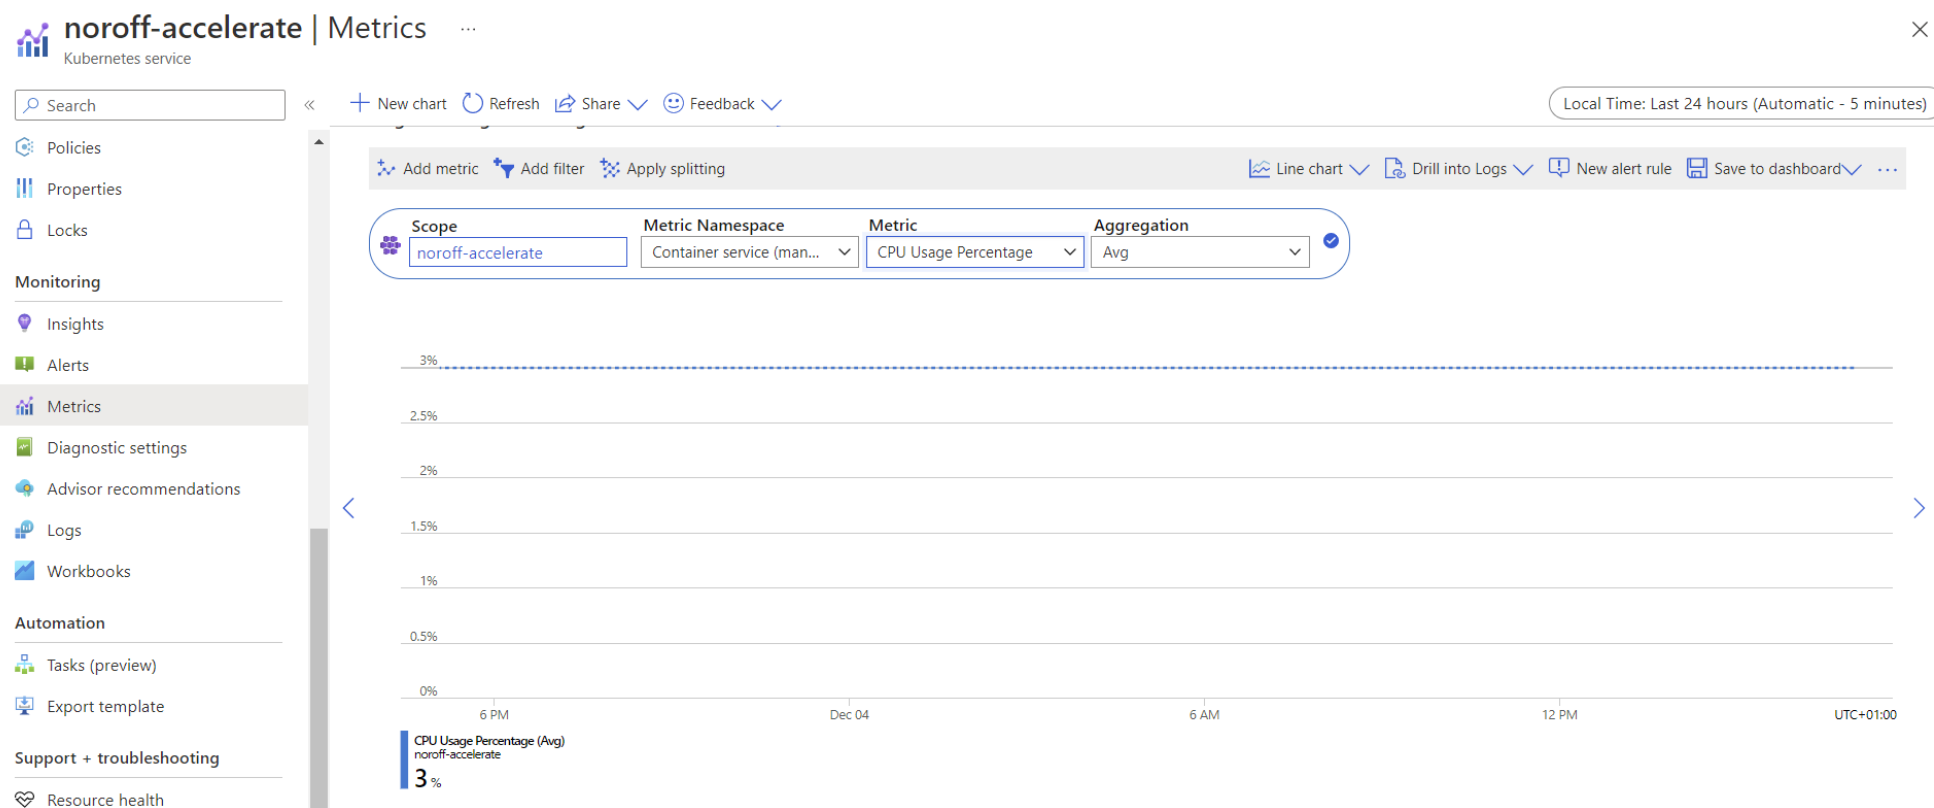 noroff-accelerate | Metrics ...
Kubernetes service
Search
«
New chart
Refresh
Share
Feedback
Local Time: Last 24 hours (Automatic - 5 minutes)
Policies
Properties
Locks
Monitoring
Insights
Alerts
Metrics
Diagnostic settings
Advisor recommendations
Logs
Workbooks
Automation
Tasks (preview)
Export template
Support + troubleshooting
Resource health
Add metric
Add filter
Apply splitting
Line chart
Drill into Logs
New alert rule
Save to dashboard
...
Scope
noroff-accelerate
Metric Namespace
Container service (man...
Metric
CPU Usage Percentage
Aggregation
Avg
3%
2.5%
2%
1.5%
1%
0.5%
0%
6 PM
Dec 04
6 AM
12 PM
UTC+01:00
CPU Usage Percentage (Avg)
noroff-accelerate
3 %